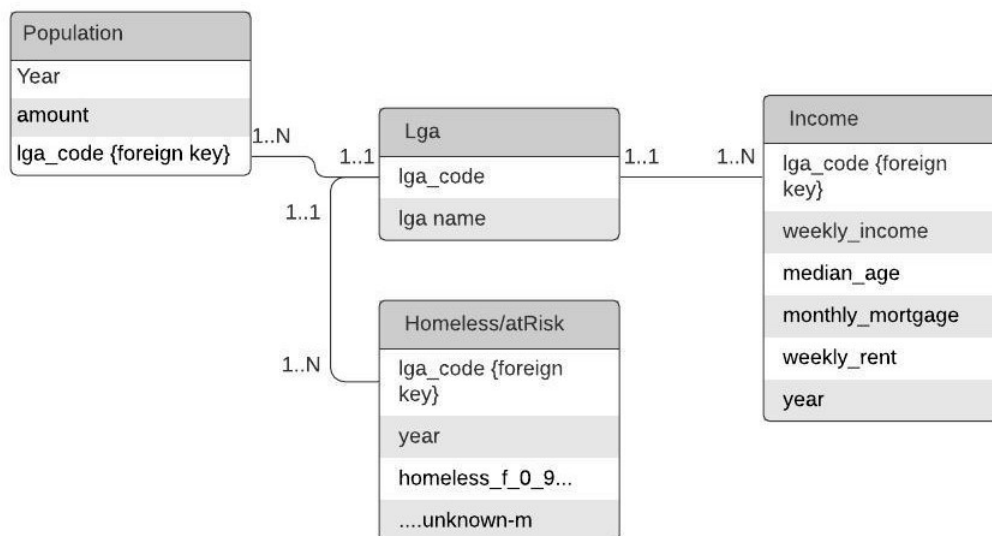 Population
Year
amount
lga_code {foreign key}
1..N
1..1
Lga
lga_code
lga name
1..1
1..N
Income
lga_code {foreign
key}
weekly_income
median_age
monthly_mortgage
weekly_rent
year
1..1
1..N
Homeless/atRisk
lga_code {foreign
key}
year
homeless_f_0_9...
....unknown-m